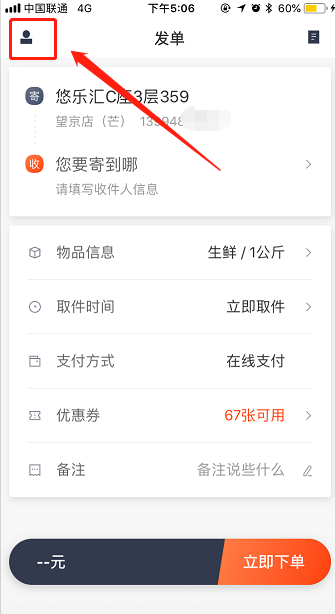 中国联通 4G 下午5:06 60%
发单
寄 悠乐汇C座3层359
望京店（芒）
收 您要寄到哪
请填写收件人信息
物品信息 生鲜 / 1公斤
取件时间 立即取件
支付方式 在线支付
优惠券 67张可用
备注 备注说些什么
--元 立即下单